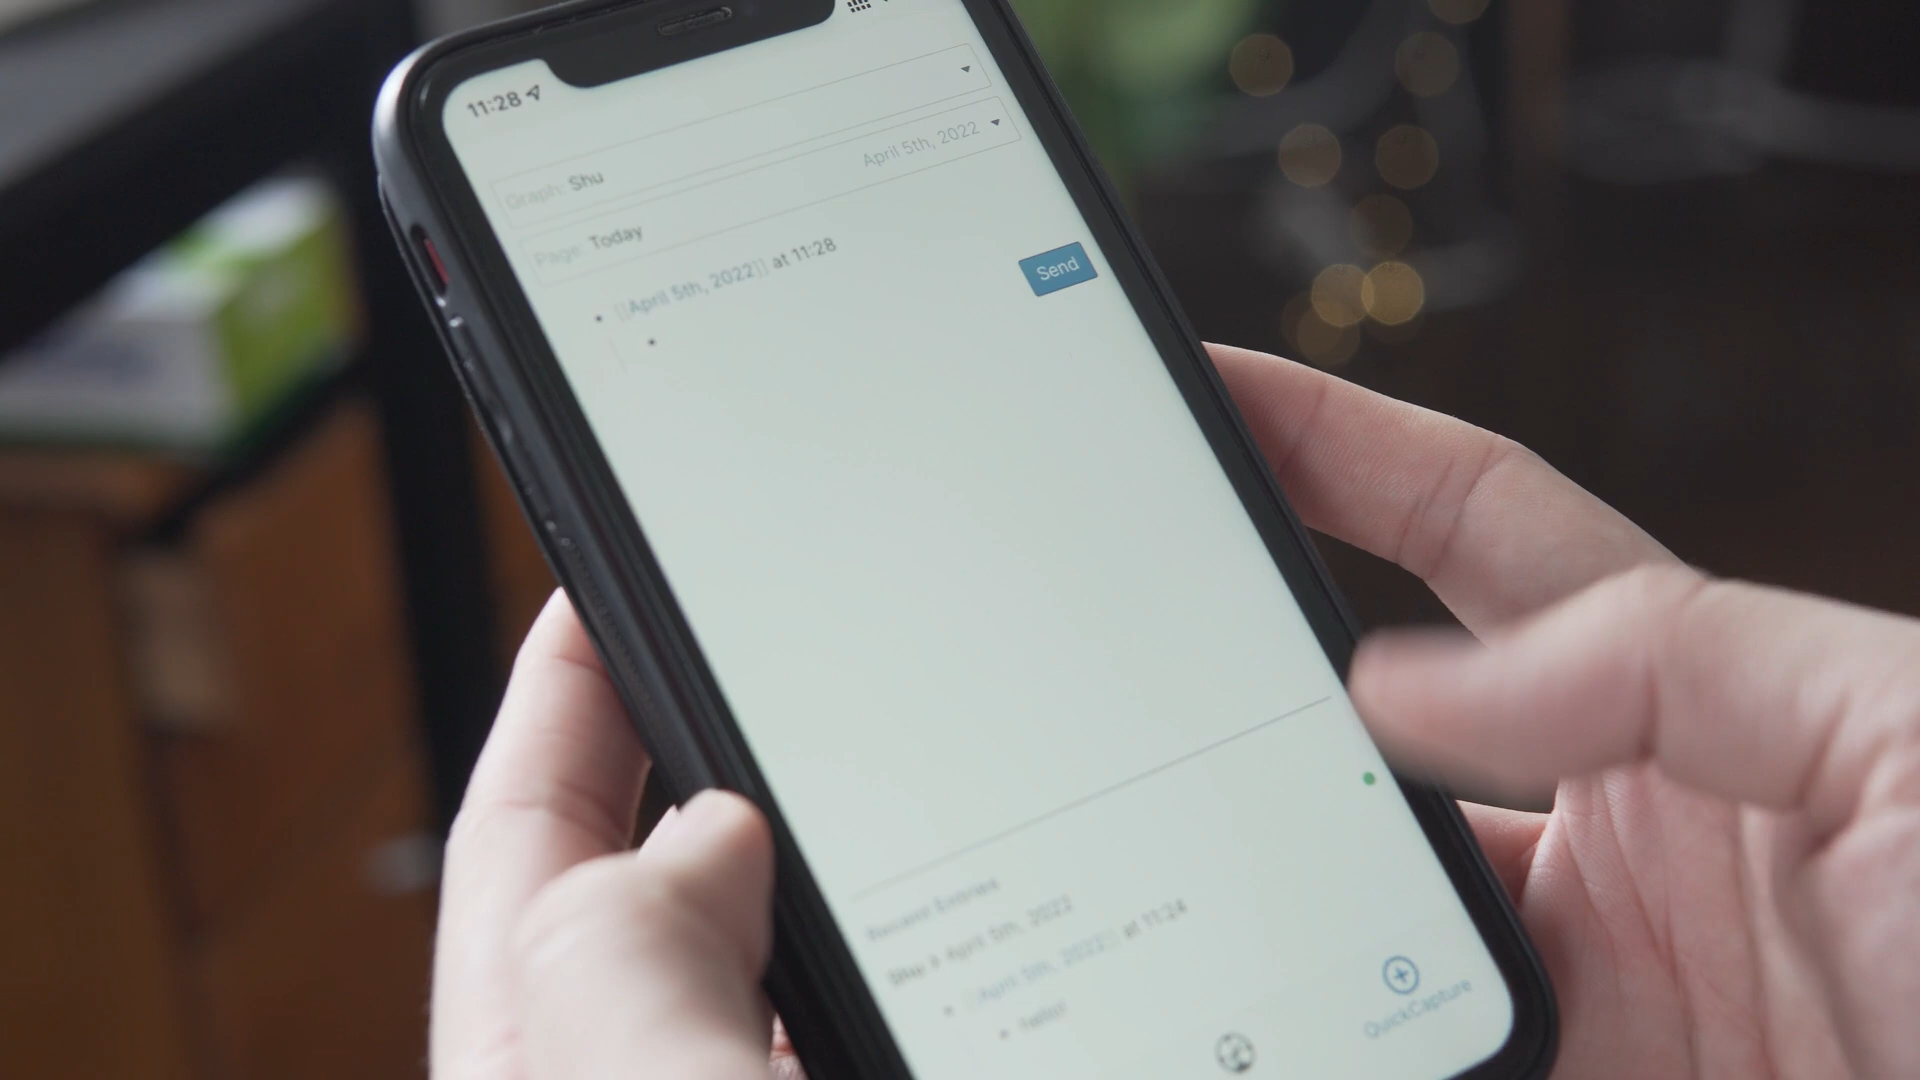 11:28
Graph: Shu
April 5th, 2022
Page: Today
[[April 5th, 2022]] at 11:28
Send
Recent Entries
Shu > April 5th, 2022
[[April 5th, 2022]] at 11:24
hello!
QuickCapture